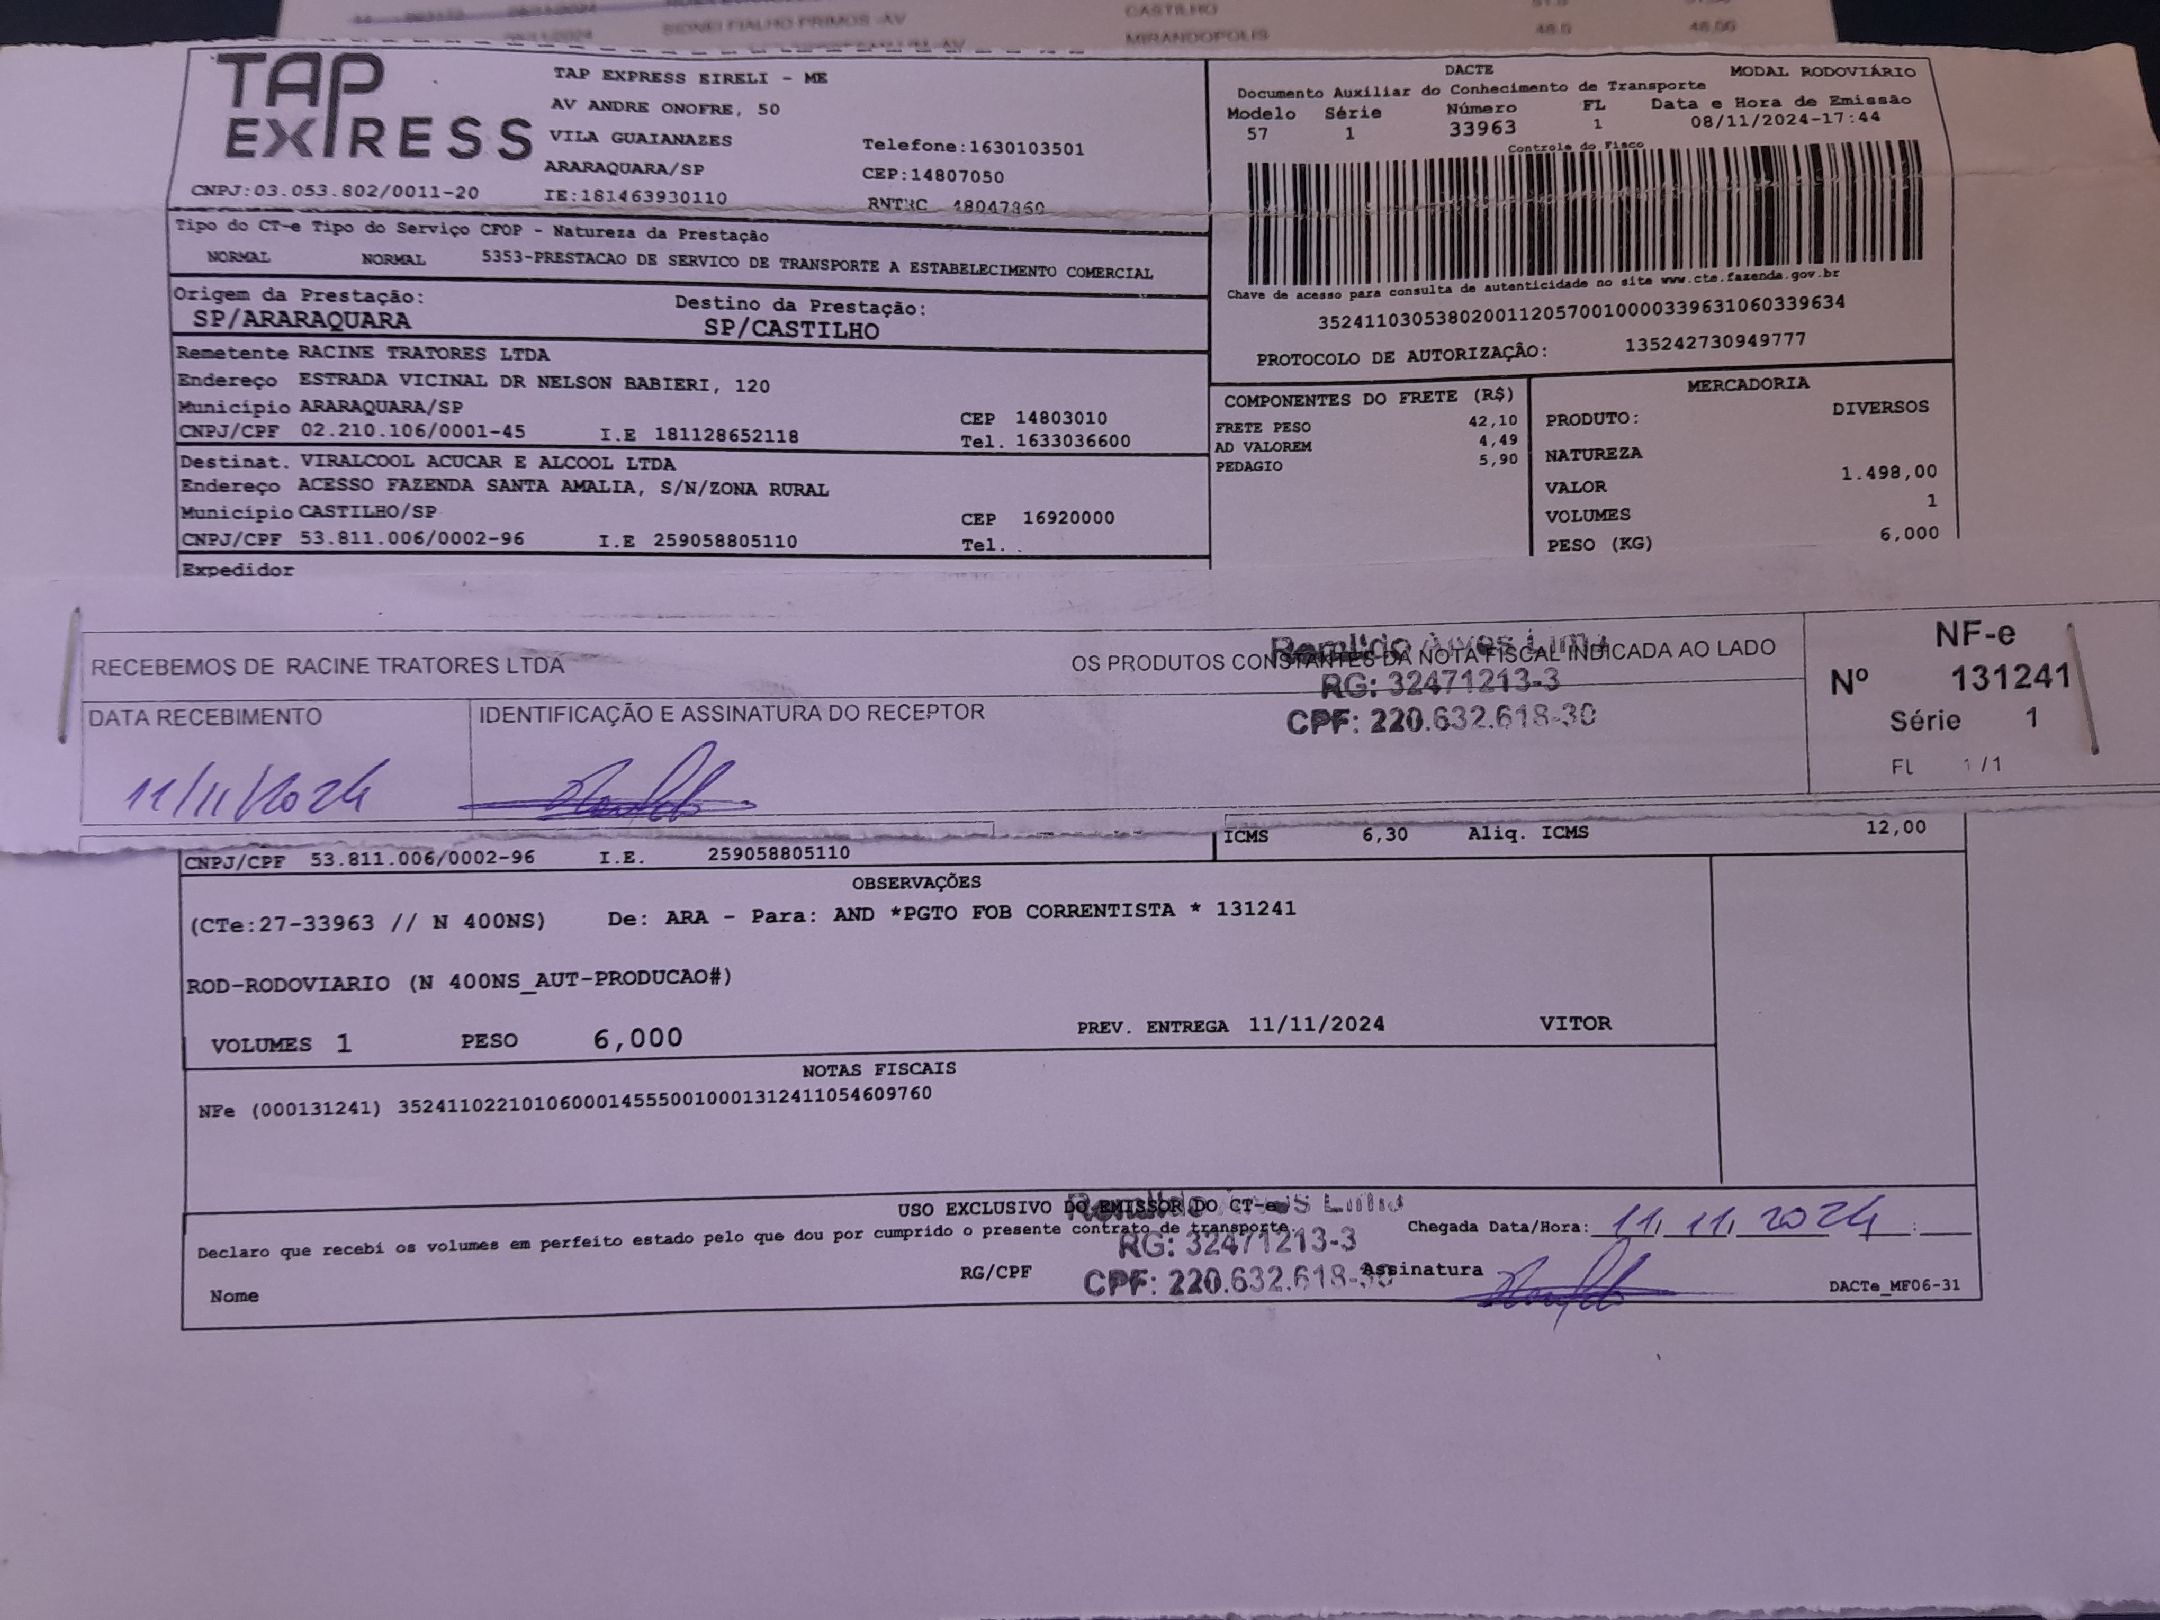 CASTILHO
SIDNEI FIALHO PRIMOS -AV
MIRANDOPOLIS
48.0
48.00
TAP EXPRESS
TAP EXPRESS EIRELI - ME
AV ANDRE ONOFRE, 50
VILA GUAIANAZES
Telefone:1630103501
ARARAQUARA/SP
CEP:14807050
CNPJ:03.053.802/0011-20
IE:181463930110
RNTRC 48047360
DACTE
MODAL RODOVIÁRIO
Documento Auxiliar do Conhecimento de Transporte
Modelo Série Número FL Data e Hora de Emissão
57 1 33963 1 08/11/2024-17:44
Controle do Fisco
Chave de acesso para consulta de autenticidade no site www.cte.fazenda.gov.br
35241103053802001120570010000339631060339634
PROTOCOLO DE AUTORIZAÇÃO: 135242730949777
Tipo do CT-e Tipo do Serviço CFOP - Natureza da Prestação
NORMAL NORMAL 5353-PRESTACAO DE SERVICO DE TRANSPORTE A ESTABELECIMENTO COMERCIAL
Origem da Prestação: Destino da Prestação:
SP/ARARAQUARA SP/CASTILHO
Remetente RACINE TRATORES LTDA
Endereço ESTRADA VICINAL DR NELSON BABIERI, 120
Município ARARAQUARA/SP CEP 14803010
CNPJ/CPF 02.210.106/0001-45 I.E 181128652118 Tel. 1633036600
Destinat. VIRALCOOL ACUCAR E ALCOOL LTDA
Endereço ACESSO FAZENDA SANTA AMALIA, S/N/ZONA RURAL
Município CASTILHO/SP CEP 16920000
CNPJ/CPF 53.811.006/0002-96 I.E 259058805110 Tel. .
Expedidor
COMPONENTES DO FRETE (R$)
FRETE PESO 42,10
AD VALOREM 4,49
PEDAGIO 5,90
MERCADORIA
PRODUTO: DIVERSOS
NATUREZA
VALOR 1.498,00
VOLUMES 1
PESO (KG) 6,000
RECEBEMOS DE RACINE TRATORES LTDA OS PRODUTOS CONSTANTES DA NOTA FISCAL INDICADA AO LADO
Romildo Alves Lima
RG: 32471213-3
CPF: 220.632.618-30
DATA RECEBIMENTO
IDENTIFICAÇÃO E ASSINATURA DO RECEPTOR
11/11/2024
NF-e
Nº 131241
Série 1
FL 1/1
ICMS 6,30 Aliq. ICMS 12,00
CNPJ/CPF 53.811.006/0002-96 I.E. 259058805110
OBSERVAÇÕES
(CTe:27-33963 // N 400NS) De: ARA - Para: AND *PGTO FOB CORRENTISTA * 131241
ROD-RODOVIARIO (N 400NS_AUT-PRODUCAO#)
VOLUMES 1 PESO 6,000 PREV. ENTREGA 11/11/2024 VITOR
NOTAS FISCAIS
NFe (000131241) 35241102210106000145550010001312411054609760
USO EXCLUSIVO DO EMISSOR DO CT-e
Declaro que recebi os volumes em perfeito estado pelo que dou por cumprido o presente contrato de transporte.
Chegada Data/Hora: 11, 11, 2024 :
RG: 32471213-3
CPF: 220.632.618-30
Nome RG/CPF Assinatura
DACTe_MF06-31